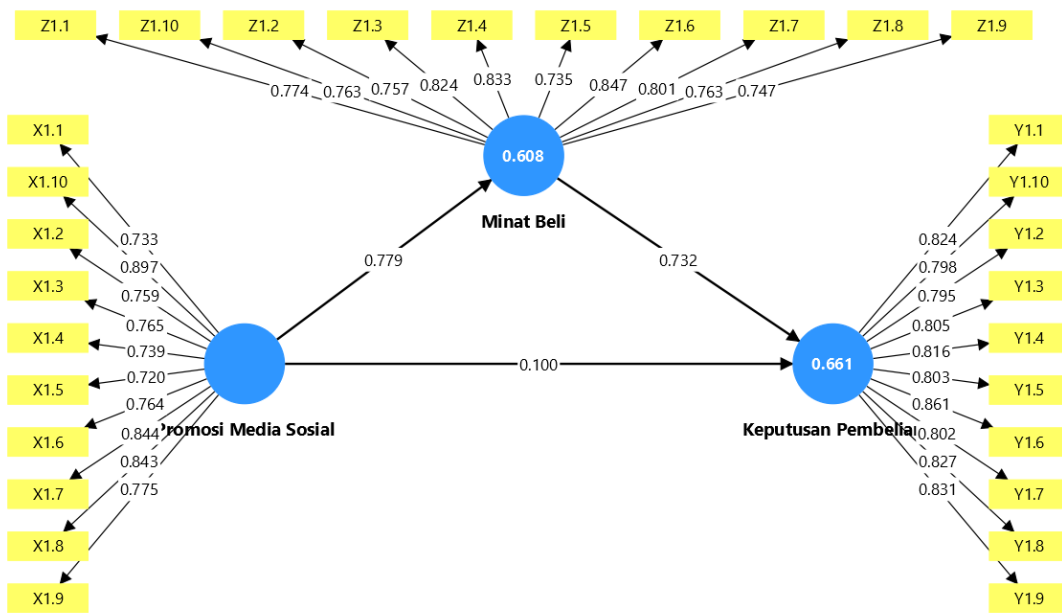 Z1.1 Z1.10 Z1.2 Z1.3 Z1.4 Z1.5 Z1.6 Z1.7 Z1.8 Z1.9
0.774 0.763 0.757 0.824 0.833 0.735 0.847 0.801 0.763 0.747
0.608
Minat Beli
X1.1
X1.10
X1.2
X1.3
X1.4
X1.5
X1.6
X1.7
X1.8
X1.9
0.733
0.897
0.759
0.765
0.739
0.720
0.764
0.844
0.843
0.775
Promosi Media Sosial
0.779
0.732
0.100
0.661
Keputusan Pembelian
0.824
0.798
0.795
0.805
0.816
0.803
0.861
0.802
0.827
0.831
Y1.1
Y1.10
Y1.2
Y1.3
Y1.4
Y1.5
Y1.6
Y1.7
Y1.8
Y1.9